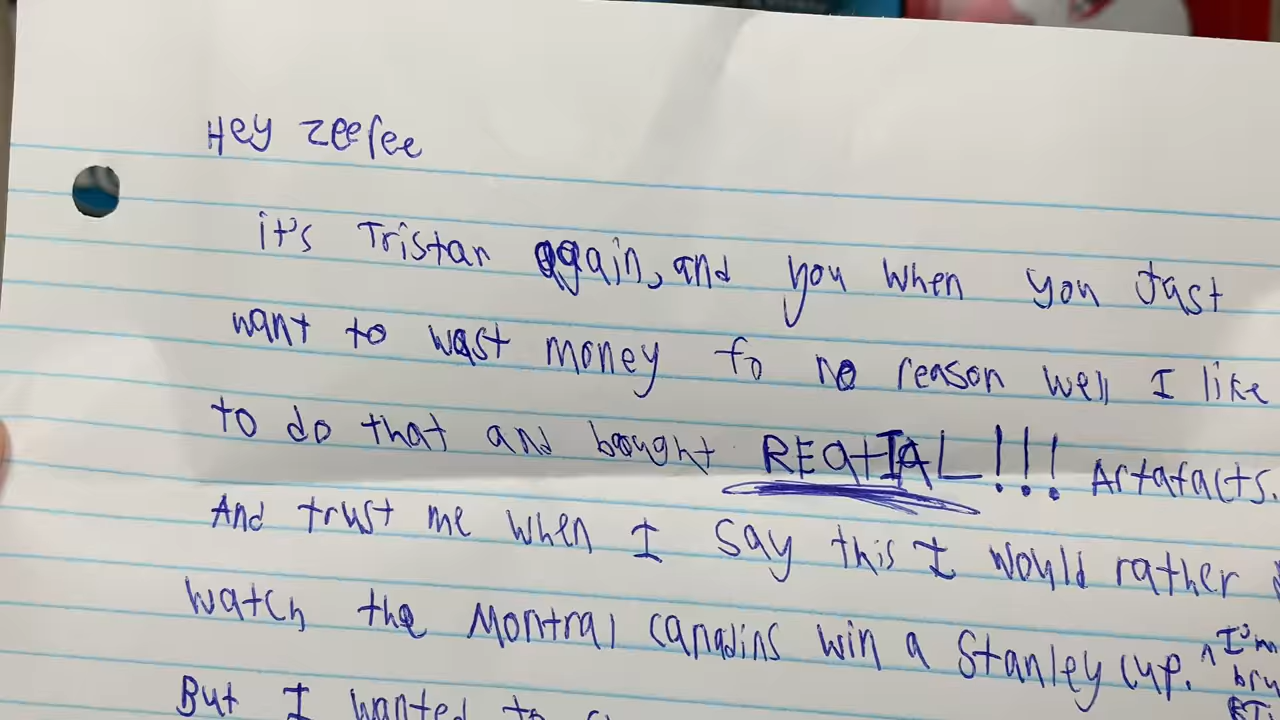 Hey zeefee
it's Tristan again, and you when you Jast
want to wast money fo no reason well I like
to do that and bought REATIAL!!! Artafacts.
And trust me when I say this I would rather
watch the Montral canadins win a Stanley cup. ^ I'm
But I wanted to